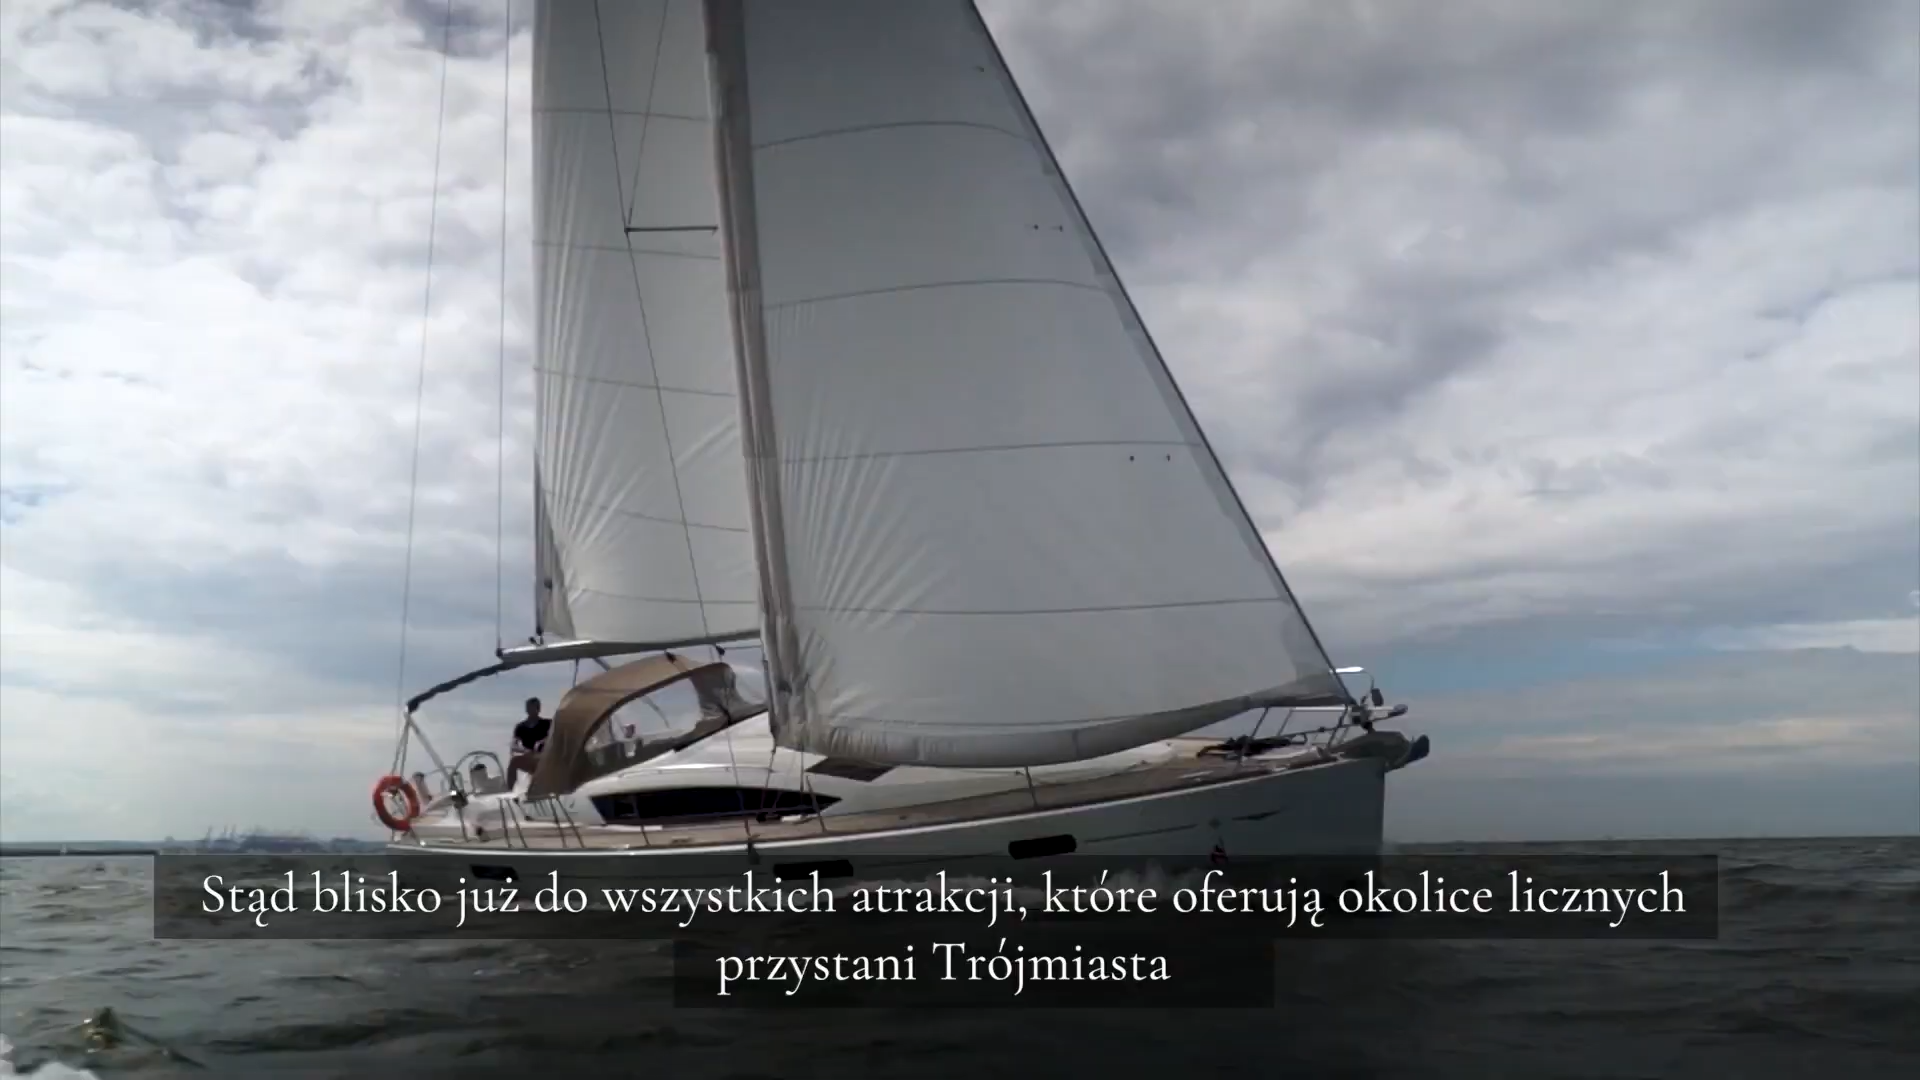 Stąd blisko już do wszystkich atrakcji, które oferują okolice licznych
przystani Trójmiasta